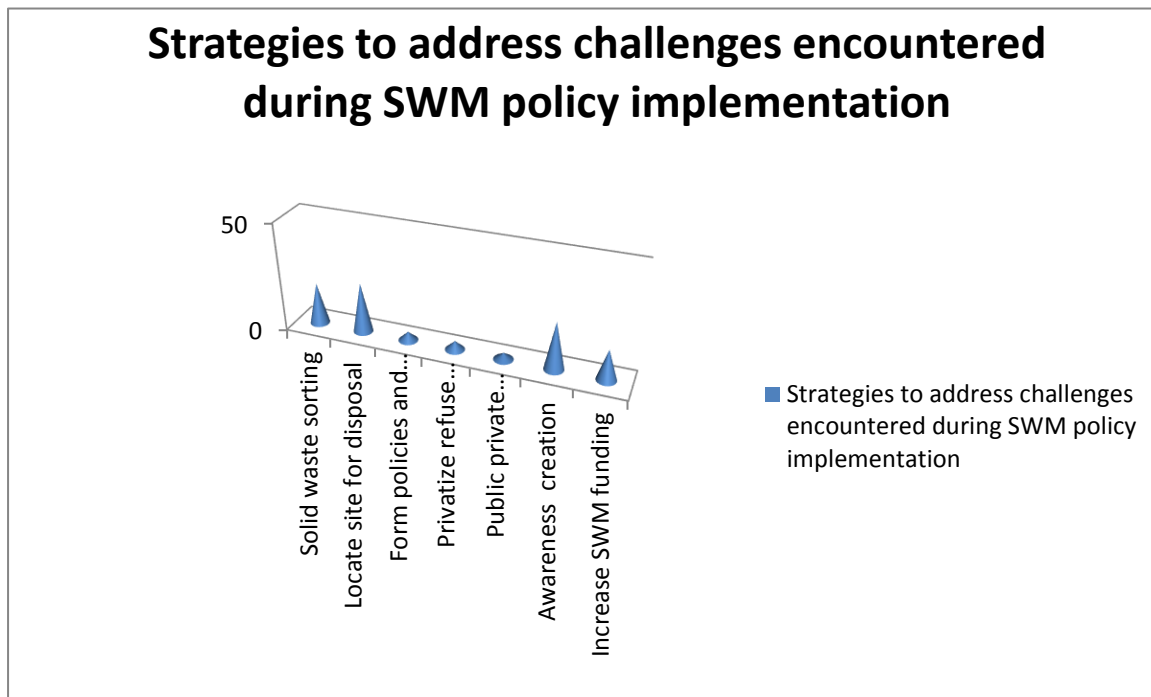 Strategies to address challenges encountered
during SWM policy implementation
50
0
Solid waste sorting
Locate site for disposal
Form policies and...
Privatize refuse...
Public private...
Awareness  creation
Increase SWM funding
Strategies to address challenges
encountered during SWM policy
implementation